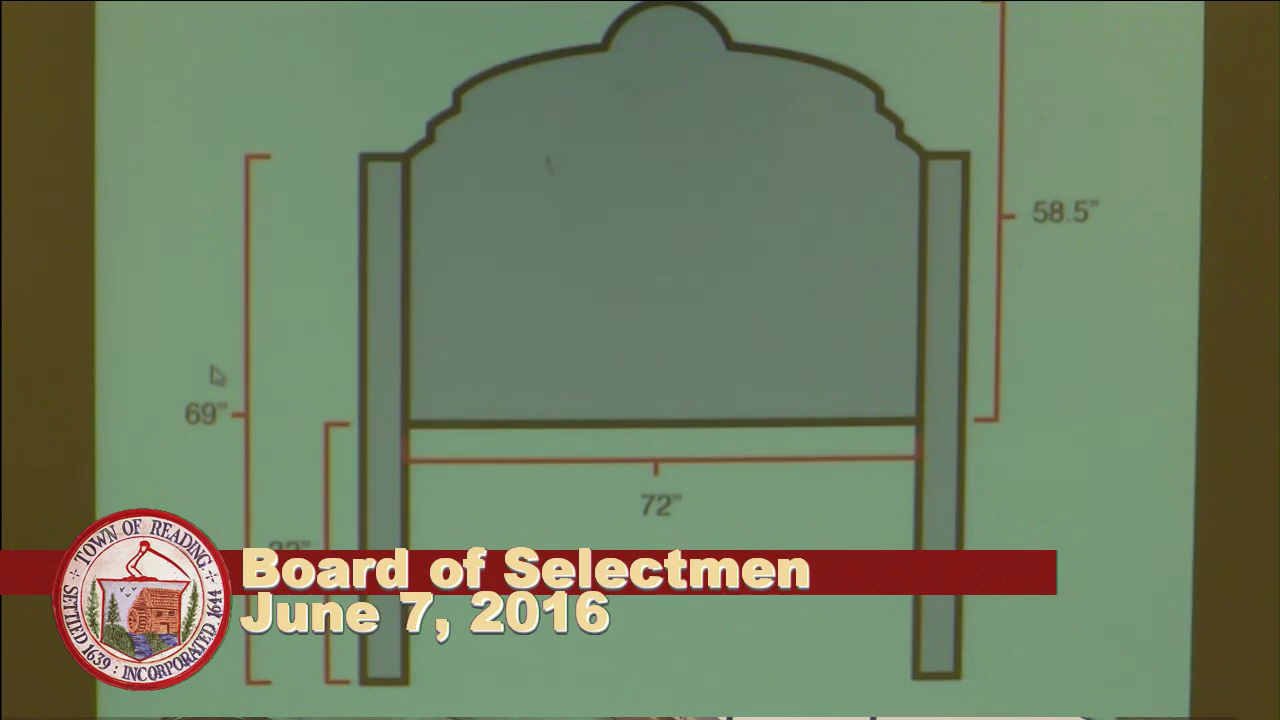 58.5”
69”
72”
Board of Selectmen
June 7, 2016
TOWN OF READING
SETTLED 1639 : INCORPORATED 1644